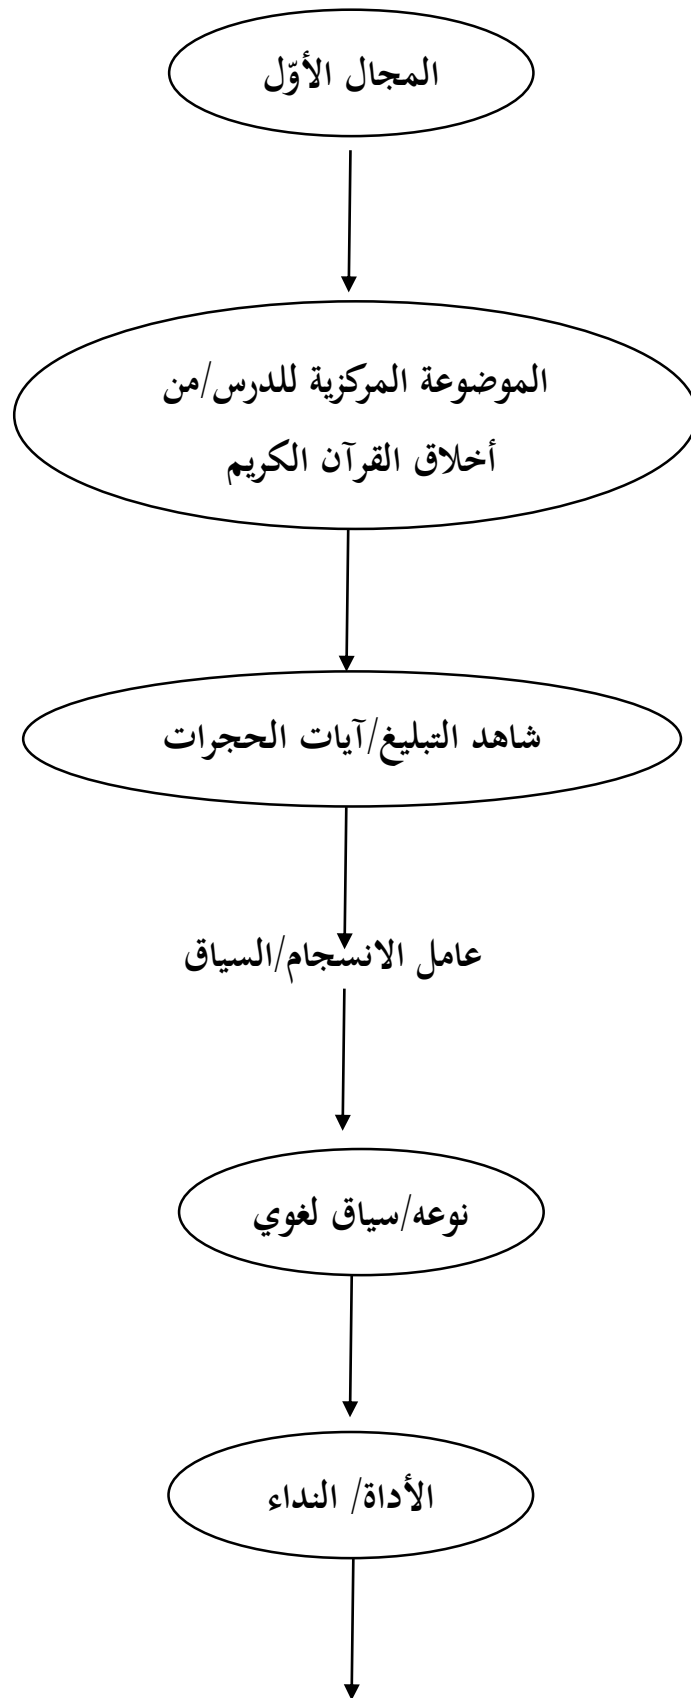 المجال الأوّل
الموضوعة المركزية للدرس/من
أخلاق القرآن الكريم
شاهد التبليغ/آيات الحجرات
عامل الانسجام/السياق
نوعه/سياق لغوي
الأداة/ النداء